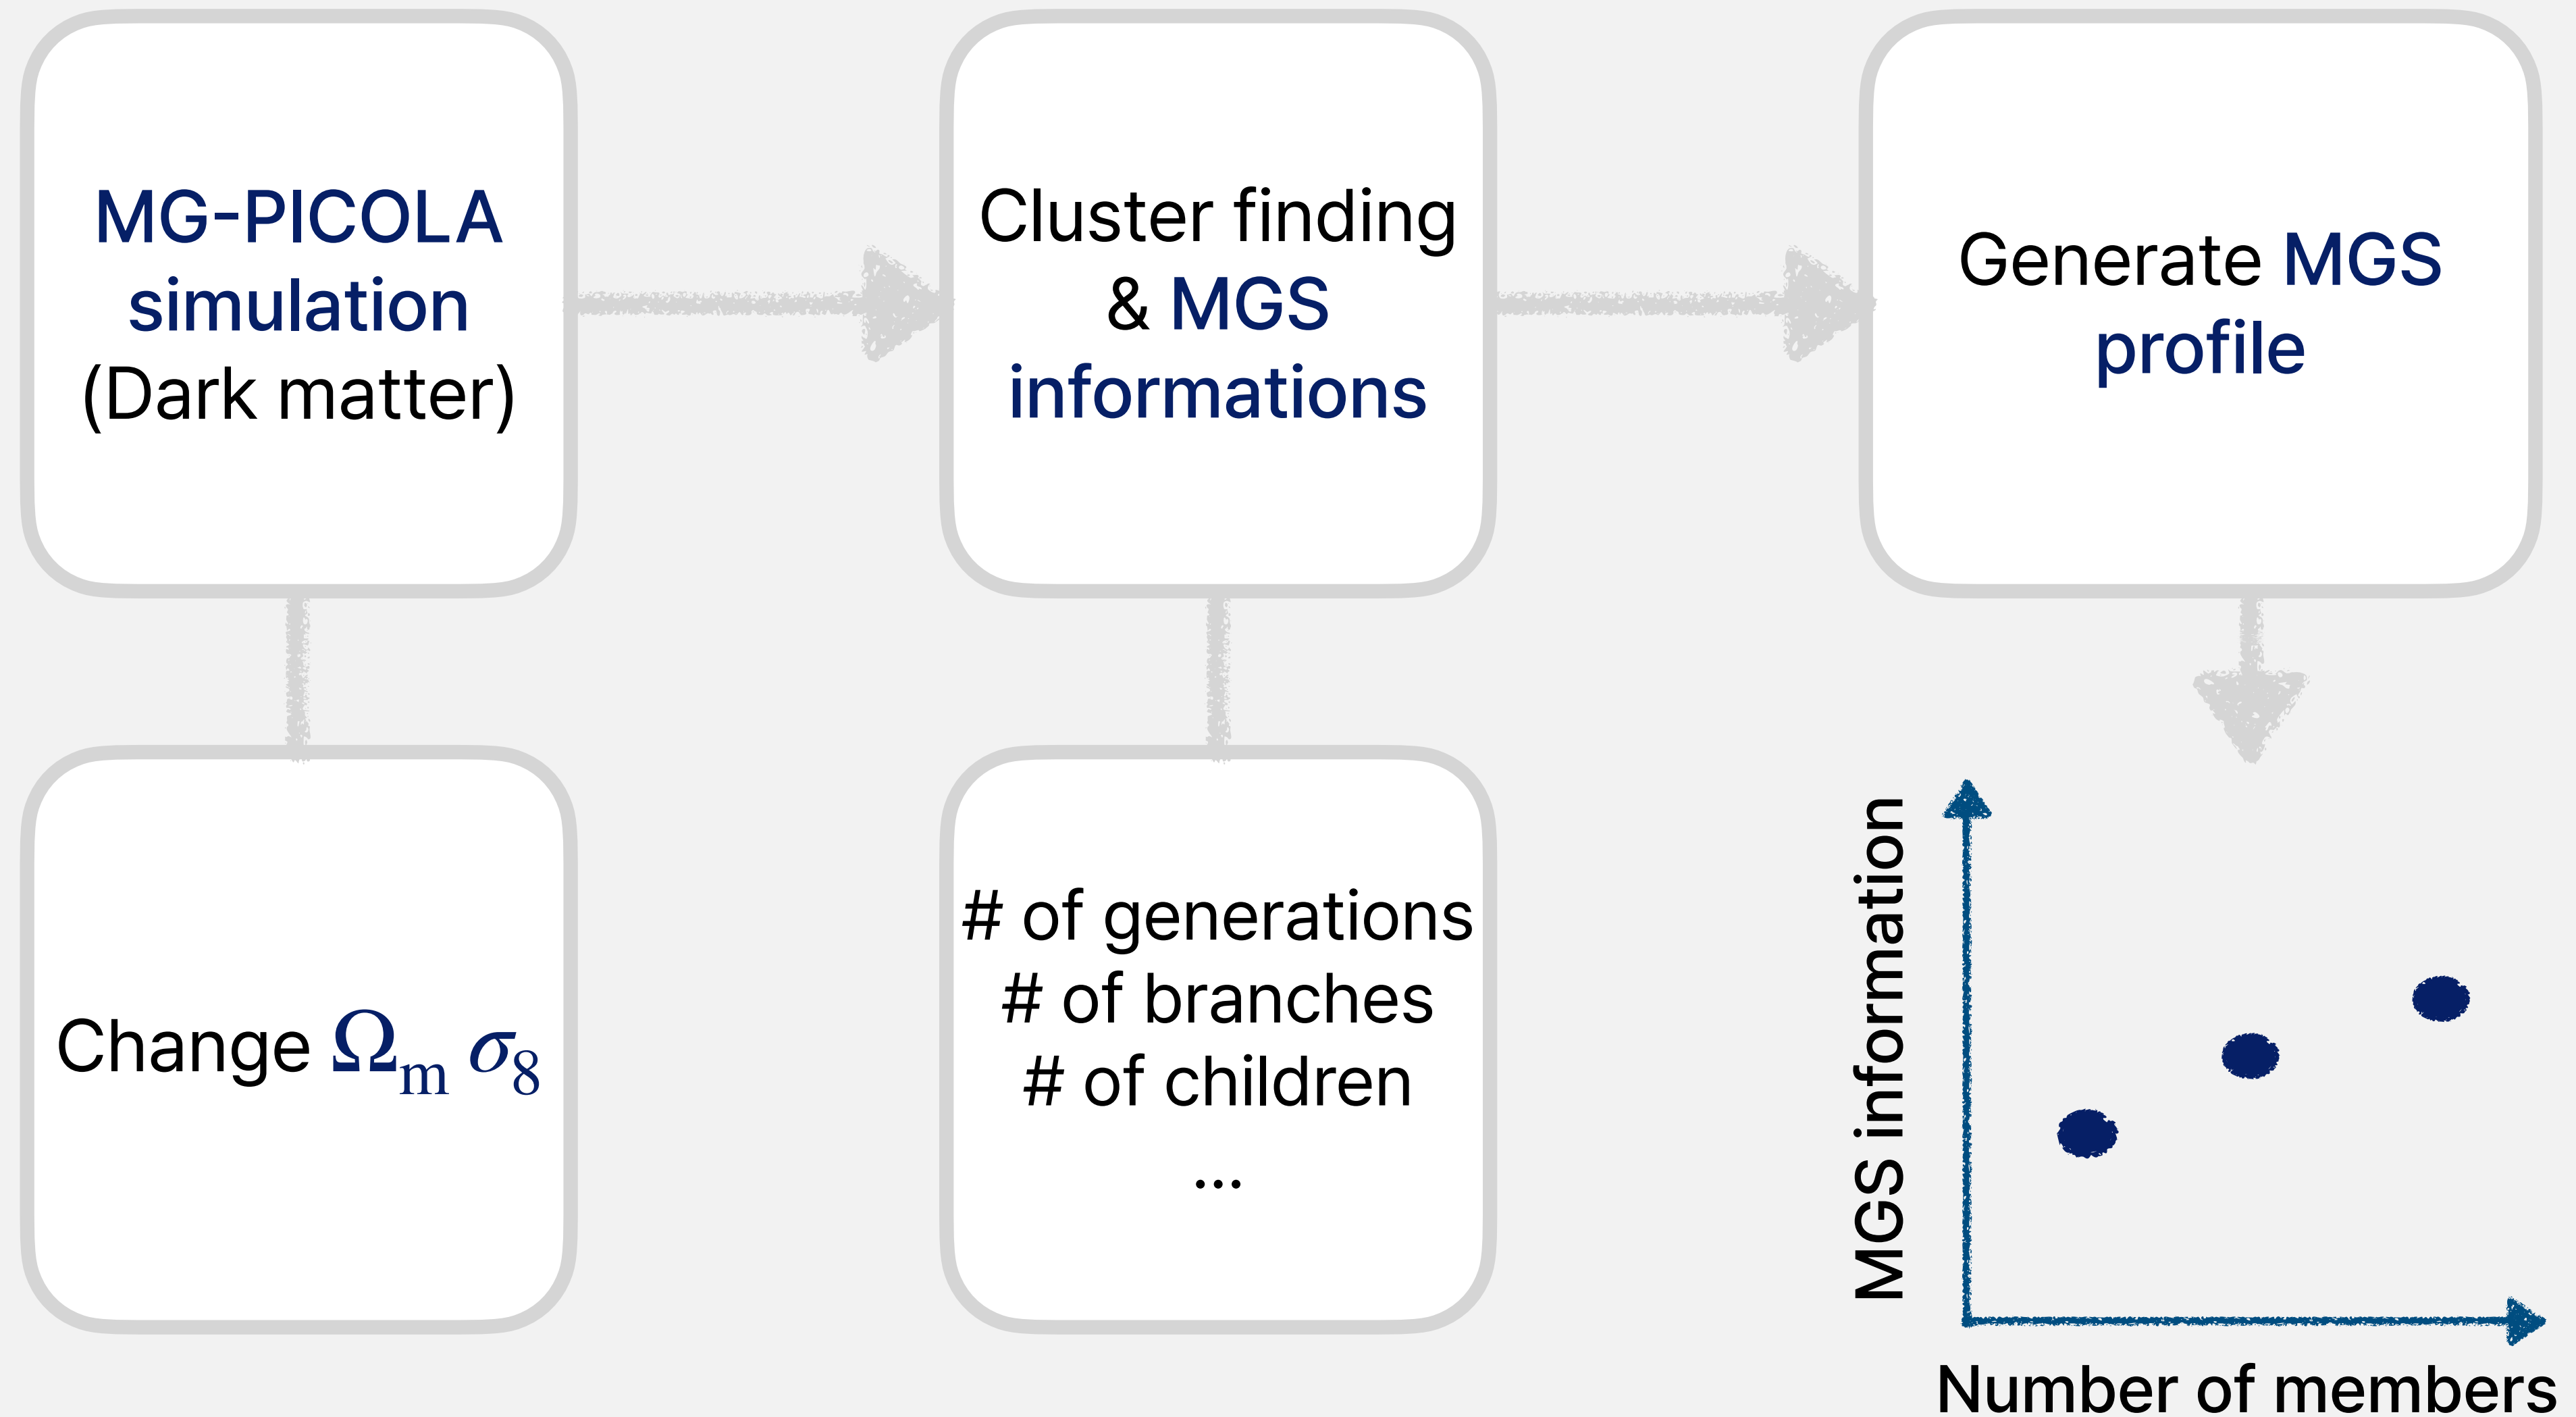 MG-PICOLA
simulation
(Dark matter)
Cluster finding
& MGS
informations
Generate MGS
profile
Change Ωm σ8
# of generations
# of branches
# of children
...
MGS information
Number of members